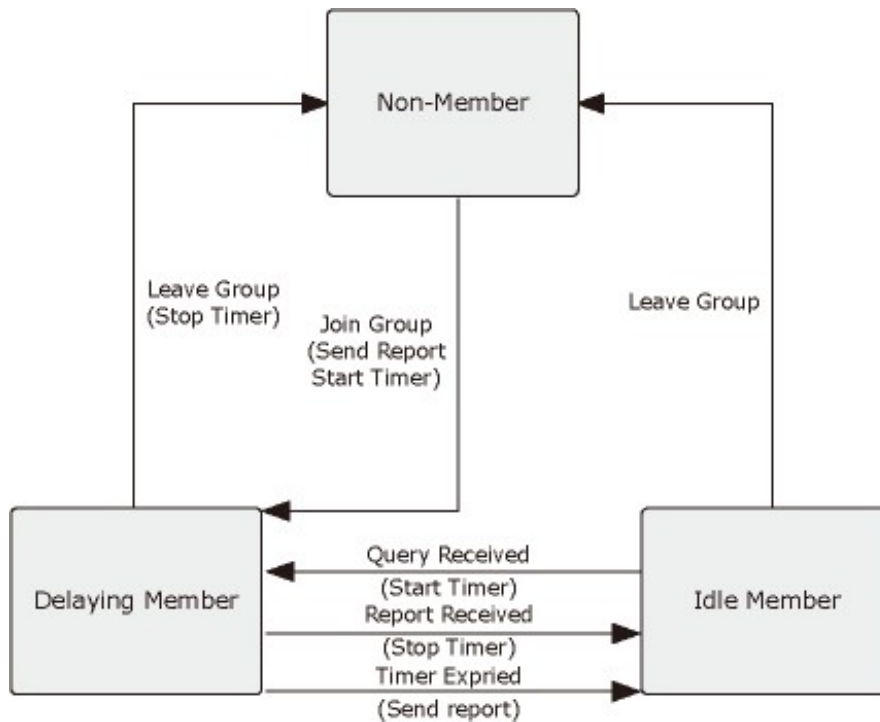 Non-Member
Leave Group
(Stop Timer)
Join Group
(Send Report
Start Timer)
Leave Group
Delaying Member
Query Received
(Start Timer)
Report Received
(Stop Timer)
Timer Expried
(Send report)
Idle Member